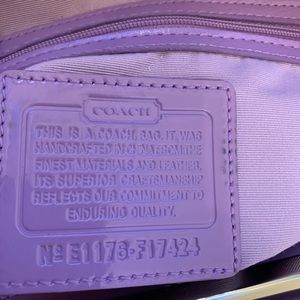 COACH
THIS IS A COACH BAG. IT WAS
HANDCRAFTED IN CHINA FROM THE
FINEST MATERIALS AND LEATHER.
ITS SUPERIOR CRAFTSMANSHIP
REFLECTS OUR COMMITMENT TO
ENDURING QUALITY.
Nº E1176-F17424